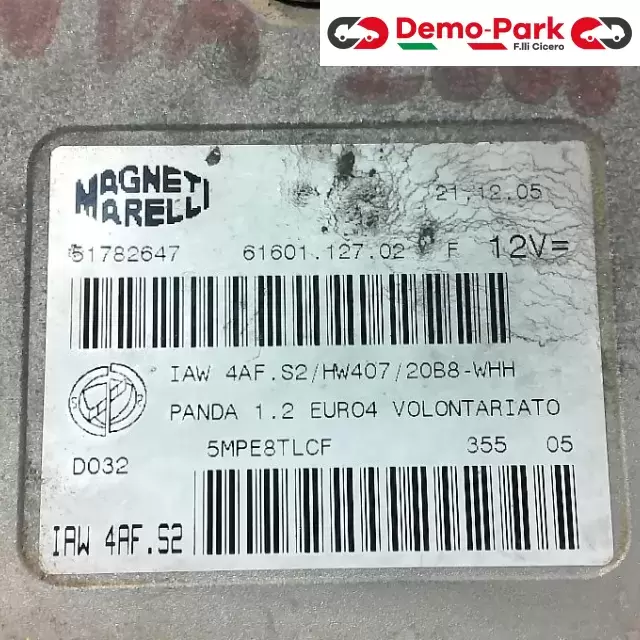 Demo-Park
F.lli Cicero
MAGNETI
MARELLI
21.12.05
51782647 61601.127.02 F 12V=
IAW 4AF.S2/HW407/20B8-WHH
PANDA 1.2 EURO4 VOLONTARIATO
5MPE8TLCF 355 05
D032
IAW 4AF.S2